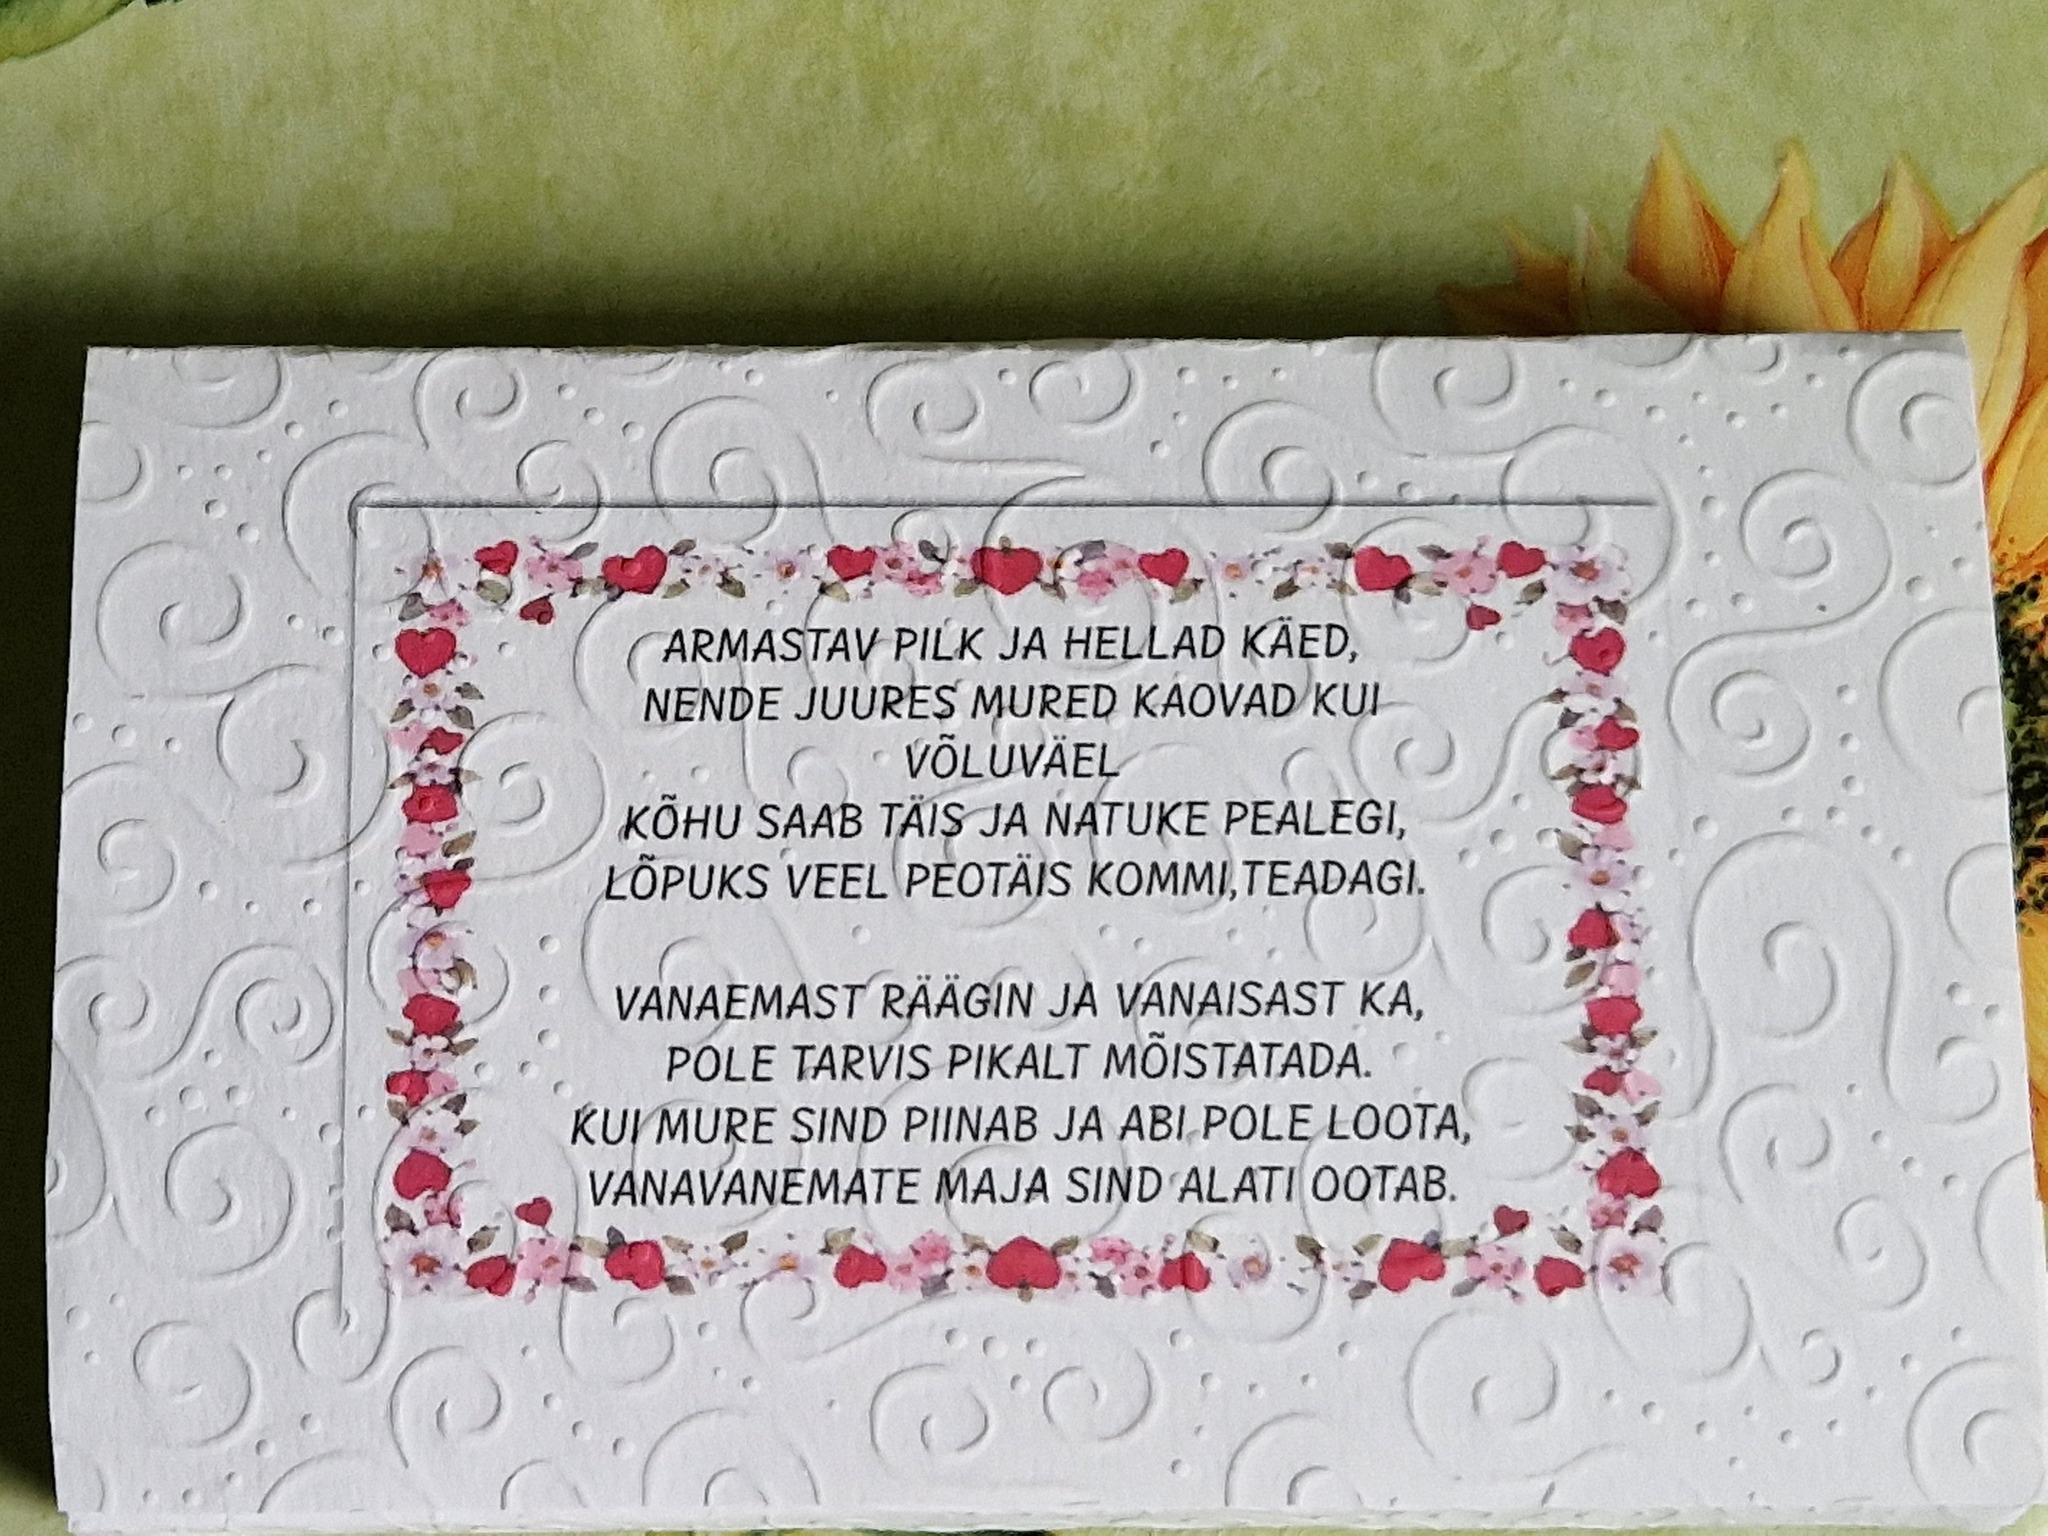 ARMASTAV PILK JA HELLAD KÄED,
NENDE JUURES MURED KAOVAD KUI
VÕLUVÄEL
KÕHU SAAB TÄIS JA NATUKE PEALEGI,
LÕPUKS VEEL PEOTÄIS KOMMI,TEADAGI.
VANAEMAST RÄÄGIN JA VANAISAST KA,
POLE TARVIS PIKALT MÕISTATADA.
KUI MURE SIND PIINAB JA ABI POLE LOOTA,
VANAVANEMATE MAJA SIND ALATI OOTAB.